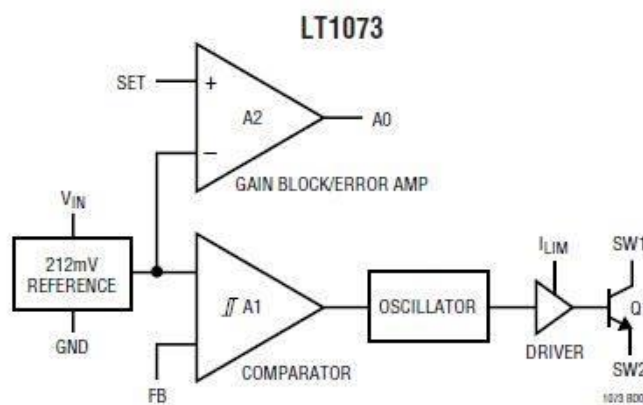 LT1073
SET
+
A2
A0
−
GAIN BLOCK/ERROR AMP
VIN
212mV
REFERENCE
GND
A1
FB
COMPARATOR
OSCILLATOR
ILIM
DRIVER
SW1
Q
SW2